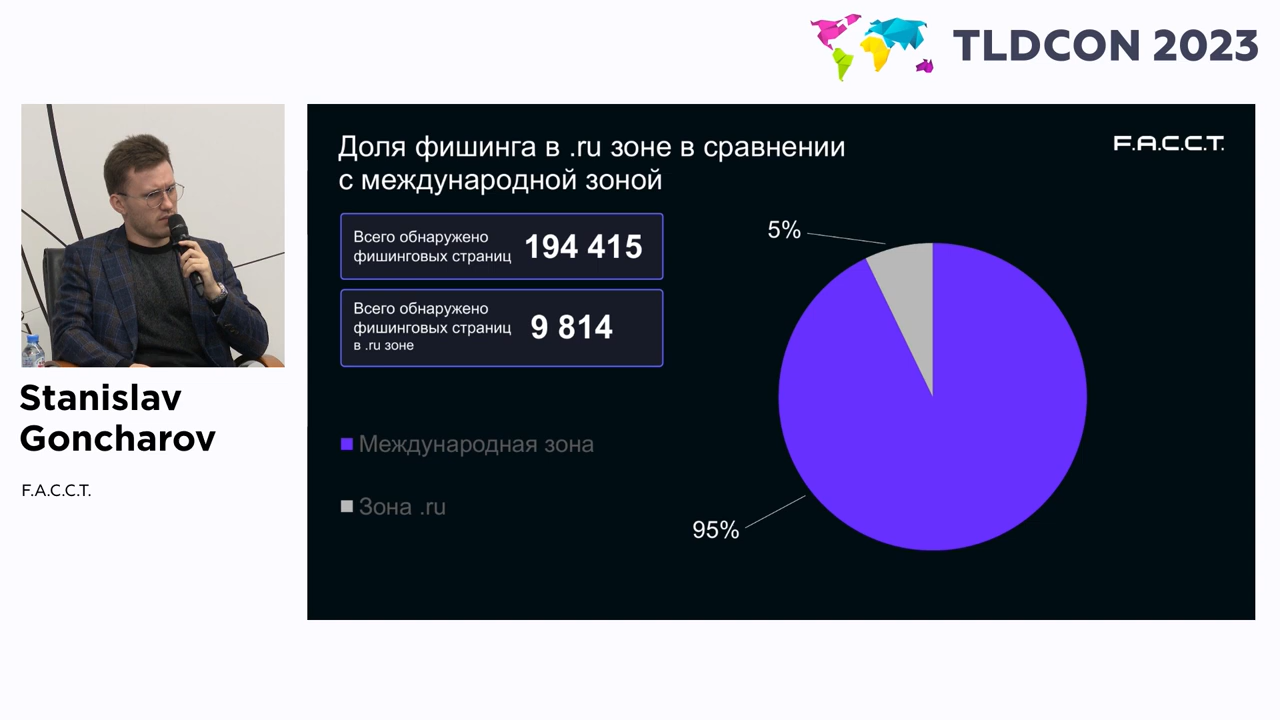 TLDCON 2023
Stanislav
Goncharov
F.A.C.C.T.
Доля фишинга в .ru зоне в сравнении
с международной зоной
F.A.C.C.T.
Всего обнаружено
фишинговых страниц
194 415
Всего обнаружено
фишинговых страниц
в .ru зоне
9 814
Международная зона
Зона .ru
5%
95%